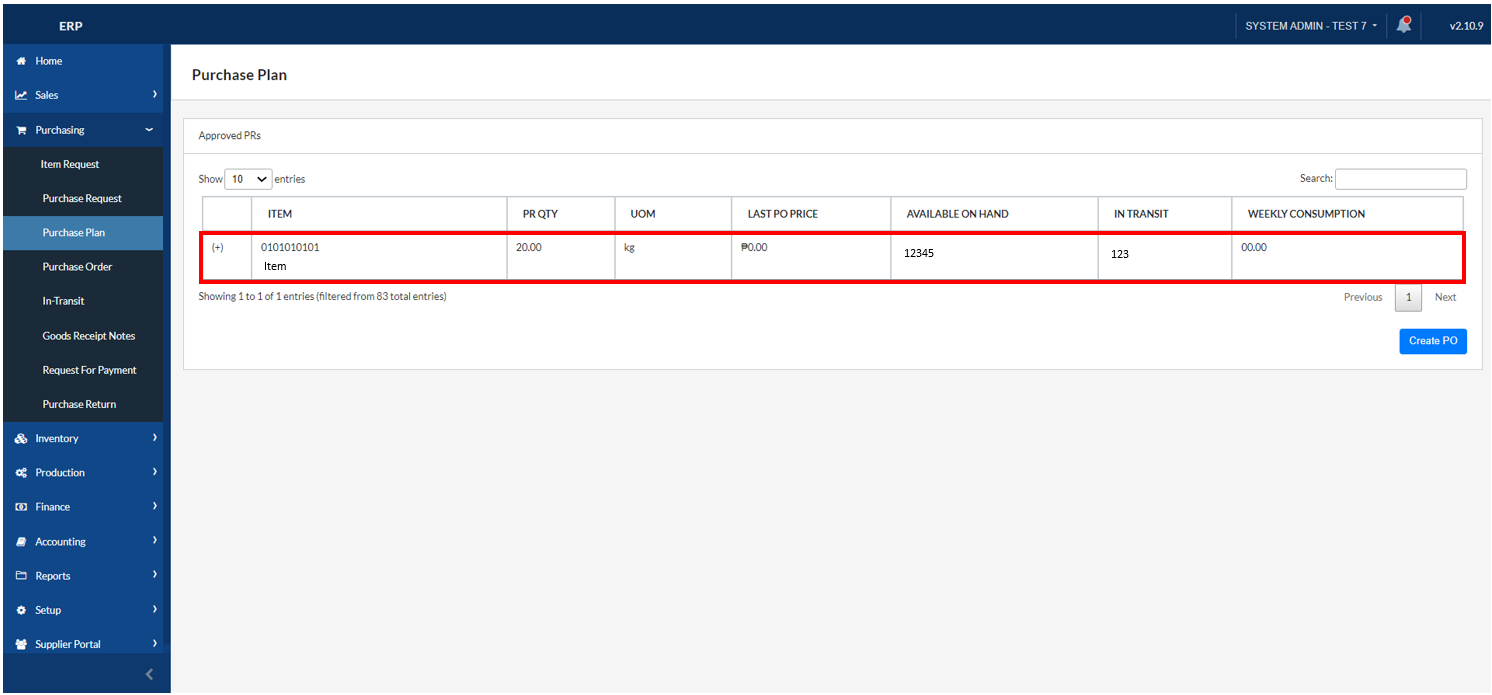 ERP
SYSTEM ADMIN - TEST 7
v2.10.9
Home
Sales
Purchasing
Item Request
Purchase Request
Purchase Plan
Purchase Order
In-Transit
Goods Receipt Notes
Request For Payment
Purchase Return
Inventory
Production
Finance
Accounting
Reports
Setup
Supplier Portal
Purchase Plan
Approved PRs
Show 10 entries
Search:
ITEM PR QTY UOM LAST PO PRICE AVAILABLE ON HAND IN TRANSIT WEEKLY CONSUMPTION
(+) 0101010101 20.00 kg ₱0.00 12345 123 00.00
Item
Showing 1 to 1 of 1 entries (filtered from 83 total entries)
Previous 1 Next
Create PO